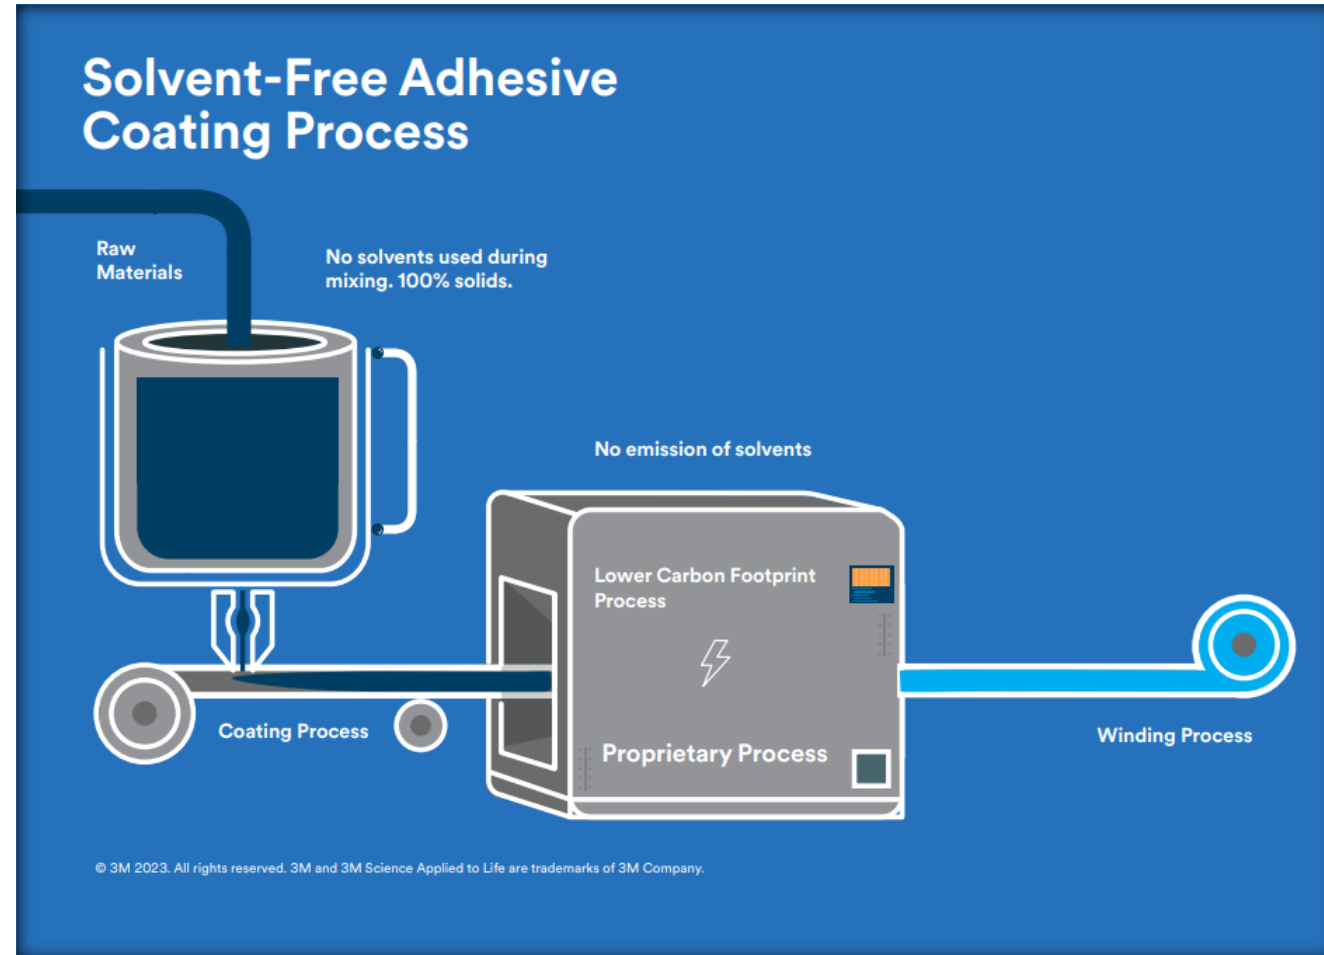 Solvent-Free Adhesive
Coating Process
Raw
Materials
No solvents used during
mixing. 100% solids.
No emission of solvents
Lower Carbon Footprint
Process
Coating Process
Proprietary Process
Winding Process
© 3M 2023. All rights reserved. 3M and 3M Science Applied to Life are trademarks of 3M Company.